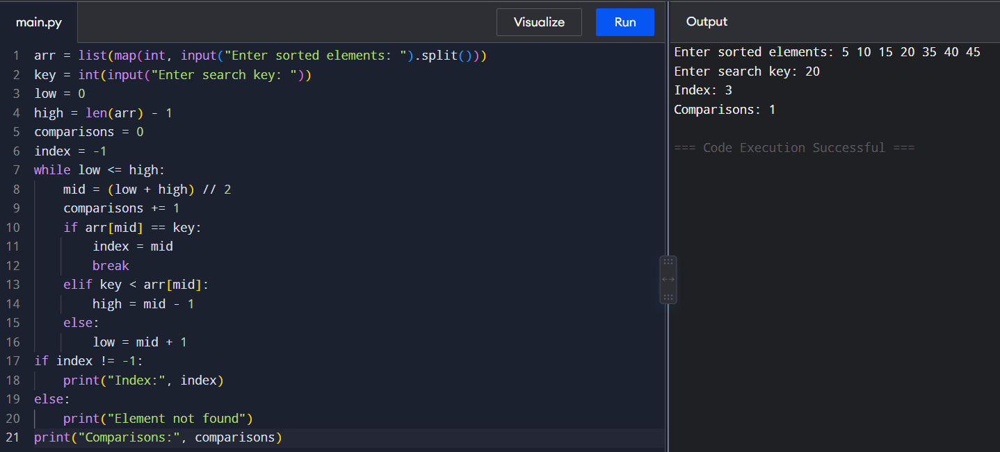 main.py
Visualize
Run
1 arr = list(map(int, input("Enter sorted elements: ").split()))
2 key = int(input("Enter search key: "))
3 low = 0
4 high = len(arr) - 1
5 comparisons = 0
6 index = -1
7 while low <= high:
8     mid = (low + high) // 2
9     comparisons += 1
10     if arr[mid] == key:
11         index = mid
12         break
13     elif key < arr[mid]:
14         high = mid - 1
15     else:
16         low = mid + 1
17 if index != -1:
18     print("Index:", index)
19 else:
20     print("Element not found")
21 print("Comparisons:", comparisons)
Output
Enter sorted elements: 5 10 15 20 35 40 45
Enter search key: 20
Index: 3
Comparisons: 1
=== Code Execution Successful ===